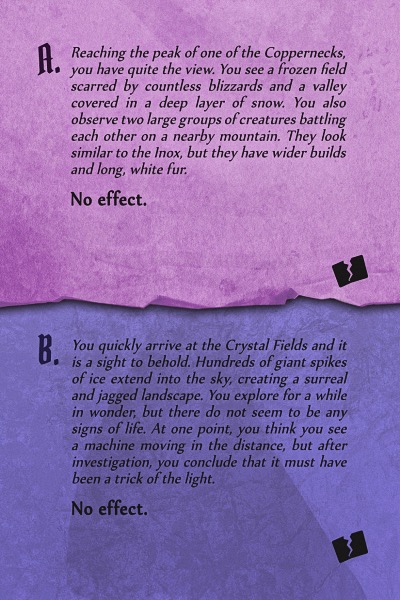 A. Reaching the peak of one of the Coppernecks,
you have quite the view. You see a frozen field
scarred by countless blizzards and a valley
covered in a deep layer of snow. You also
observe two large groups of creatures battling
each other on a nearby mountain. They look
similar to the Inox, but they have wider builds
and long, white fur.
No effect.
B. You quickly arrive at the Crystal Fields and it
is a sight to behold. Hundreds of giant spikes
of ice extend into the sky, creating a surreal
and jagged landscape. You explore for a while
in wonder, but there do not seem to be any
signs of life. At one point, you think you see
a machine moving in the distance, but after
investigation, you conclude that it must have
been a trick of the light.
No effect.